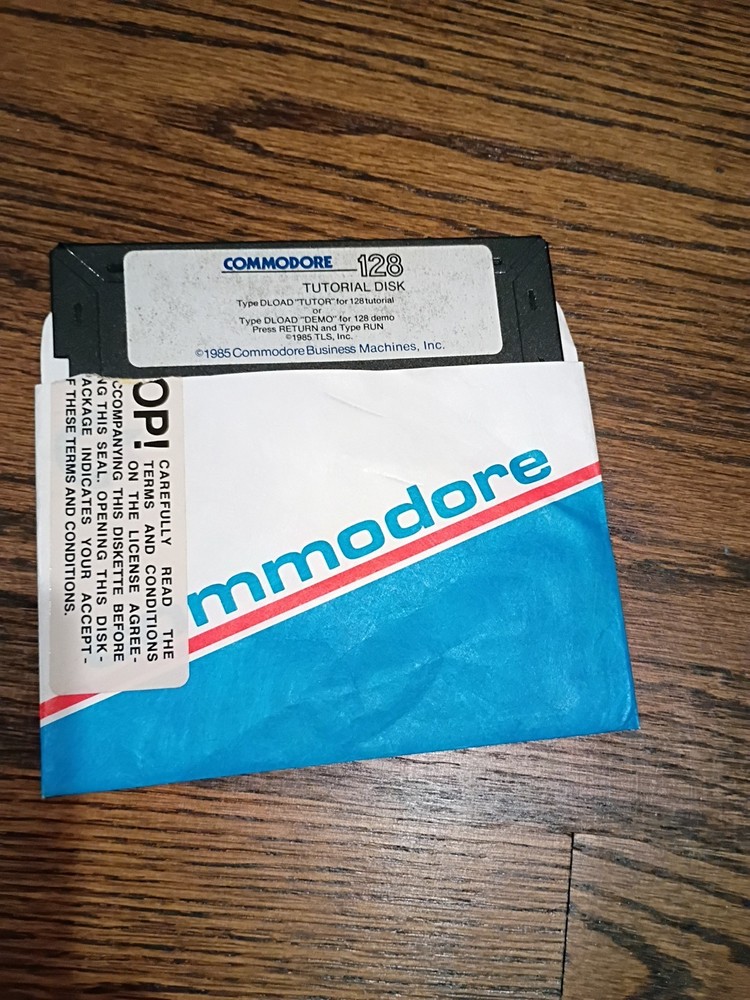 COMMODORE 128
TUTORIAL DISK
Type DLOAD "TUTOR" for 128 tutorial
or
Type DLOAD "DEMO" for 128 demo
Press RETURN and Type RUN
©1985 TLS, Inc.
©1985 Commodore Business Machines, Inc.
OP!
CAREFULLY READ THE
TERMS AND CONDITIONS
ON THE LICENSE AGREE-
CCOMPANYING THIS DISKETTE BEFORE
NG THIS SEAL. OPENING THIS DISK-
ACKAGE INDICATES YOUR ACCEPT-
F THESE TERMS AND CONDITIONS.
mmodore